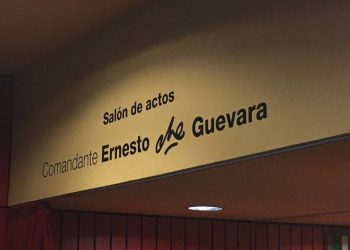 Salón de actos
Comandante Ernesto che Guevara